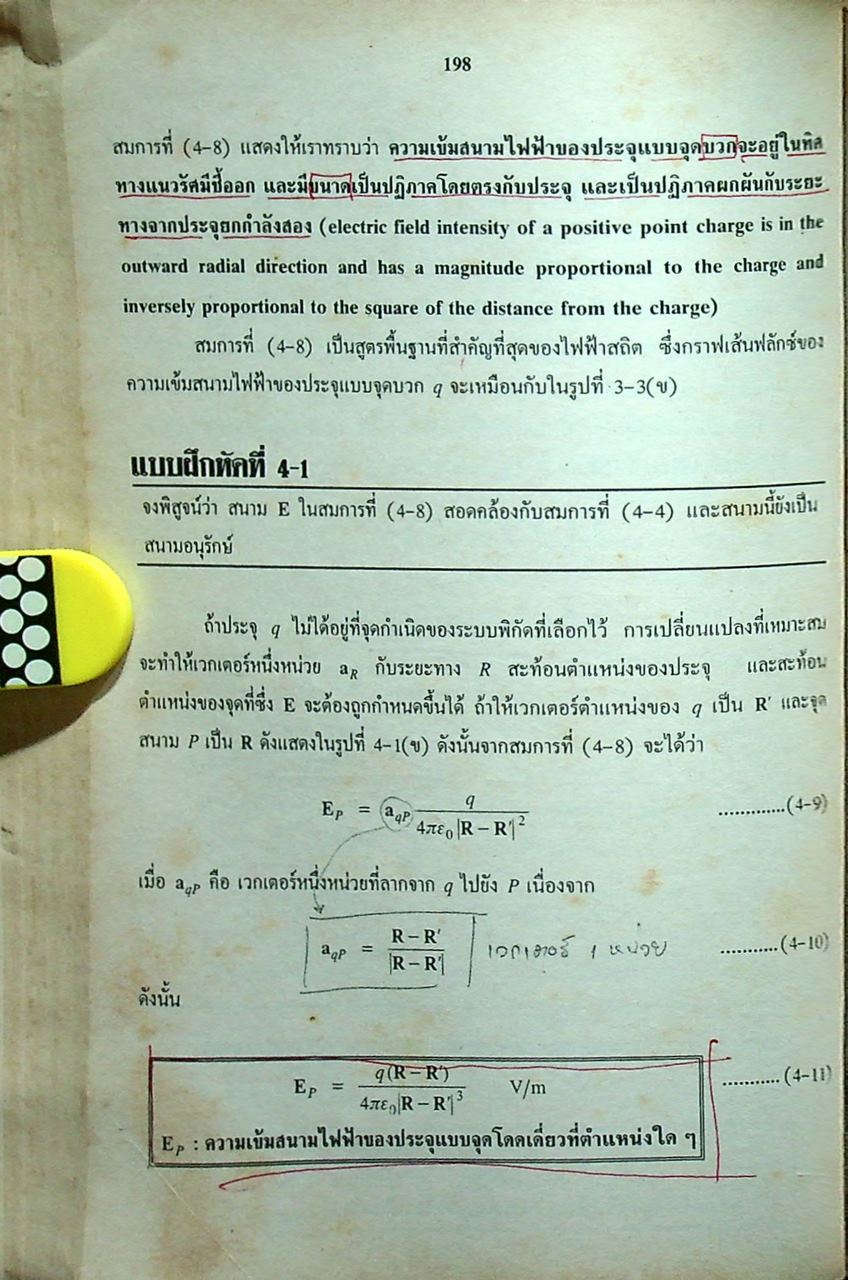 198
สมการที่ (4-8) แสดงให้เราทราบว่า ความเข้มสนามไฟฟ้าของประจุแบบจุดบวกจะอยู่ในทิศ
ทางแนวรัศมีชี้ออก และมีขนาดเป็นปฏิภาคโดยตรงกับประจุ และเป็นปฏิภาคผกผันกับระยะ
ทางจากประจุยกกำลังสอง (electric field intensity of a positive point charge is in the
outward radial direction and has a magnitude proportional to the charge and
inversely proportional to the square of the distance from the charge)
สมการที่ (4-8) เป็นสูตรพื้นฐานที่สำคัญที่สุดของไฟฟ้าสถิต ซึ่งกราฟเส้นฟลักซ์ของ
ความเข้มสนามไฟฟ้าของประจุแบบจุดบวก q จะเหมือนกับในรูปที่ 3-3(ข)
แบบฝึกหัดที่ 4-1
จงพิสูจน์ว่า สนาม E ในสมการที่ (4-8) สอดคล้องกับสมการที่ (4-4) และสนามนี้ยังเป็น
สนามอนุรักษ์
ถ้าประจุ q ไม่ได้อยู่ที่จุดกำเนิดของระบบพิกัดที่เลือกไว้ การเปลี่ยนแปลงที่เหมาะสม
จะทำให้เวกเตอร์หนึ่งหน่วย a_R กับระยะทาง R สะท้อนตำแหน่งของประจุ และสะท้อน
ตำแหน่งของจุดที่ซึ่ง E จะต้องถูกกำหนดขึ้นได้ ถ้าให้เวกเตอร์ตำแหน่งของ q เป็น R′ และจุด
สนาม P เป็น R ดังแสดงในรูปที่ 4-1(ข) ดังนั้นจากสมการที่ (4-8) จะได้ว่า
E_P = a_qP q / 4πε₀|R−R′|² ............(4-9)
เมื่อ a_qP คือ เวกเตอร์หนึ่งหน่วยที่ลากจาก q ไปยัง P เนื่องจาก
a_qP = R−R′ / |R−R′| เวกเตอร์ 1 หน่วย ...........(4-10)
ดังนั้น
E_P = q(R−R′) / 4πε₀|R−R′|³ V/m ...........(4-11)
E_P : ความเข้มสนามไฟฟ้าของประจุแบบจุดโดดเดี่ยวที่ตำแหน่งใด ๆ